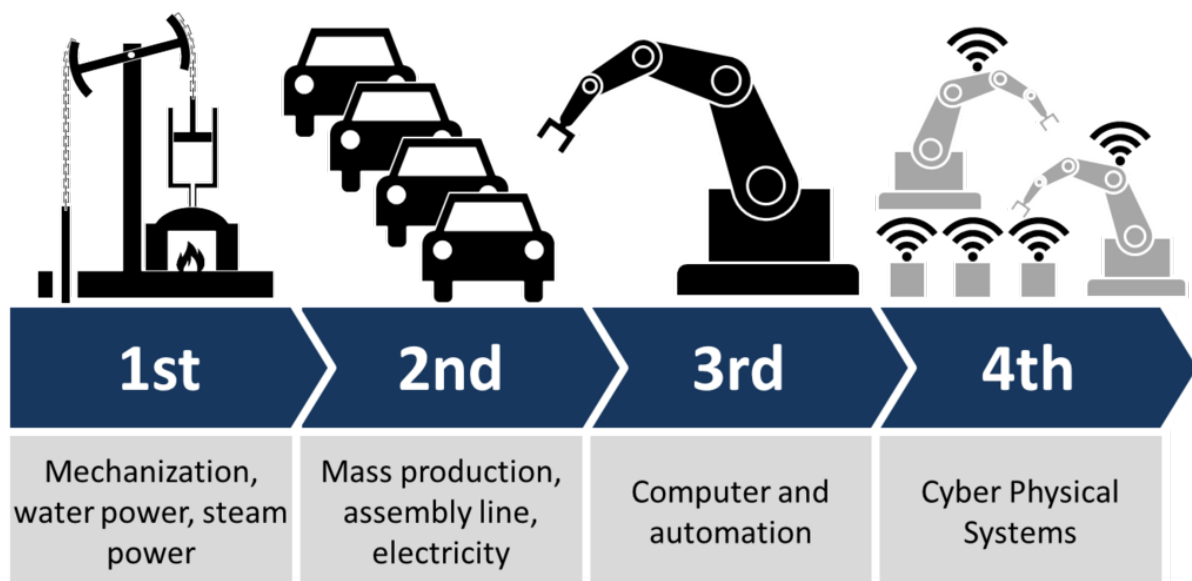 1st
2nd
3rd
4th
Mechanization,
water power, steam
power
Mass production,
assembly line,
electricity
Computer and
automation
Cyber Physical
Systems